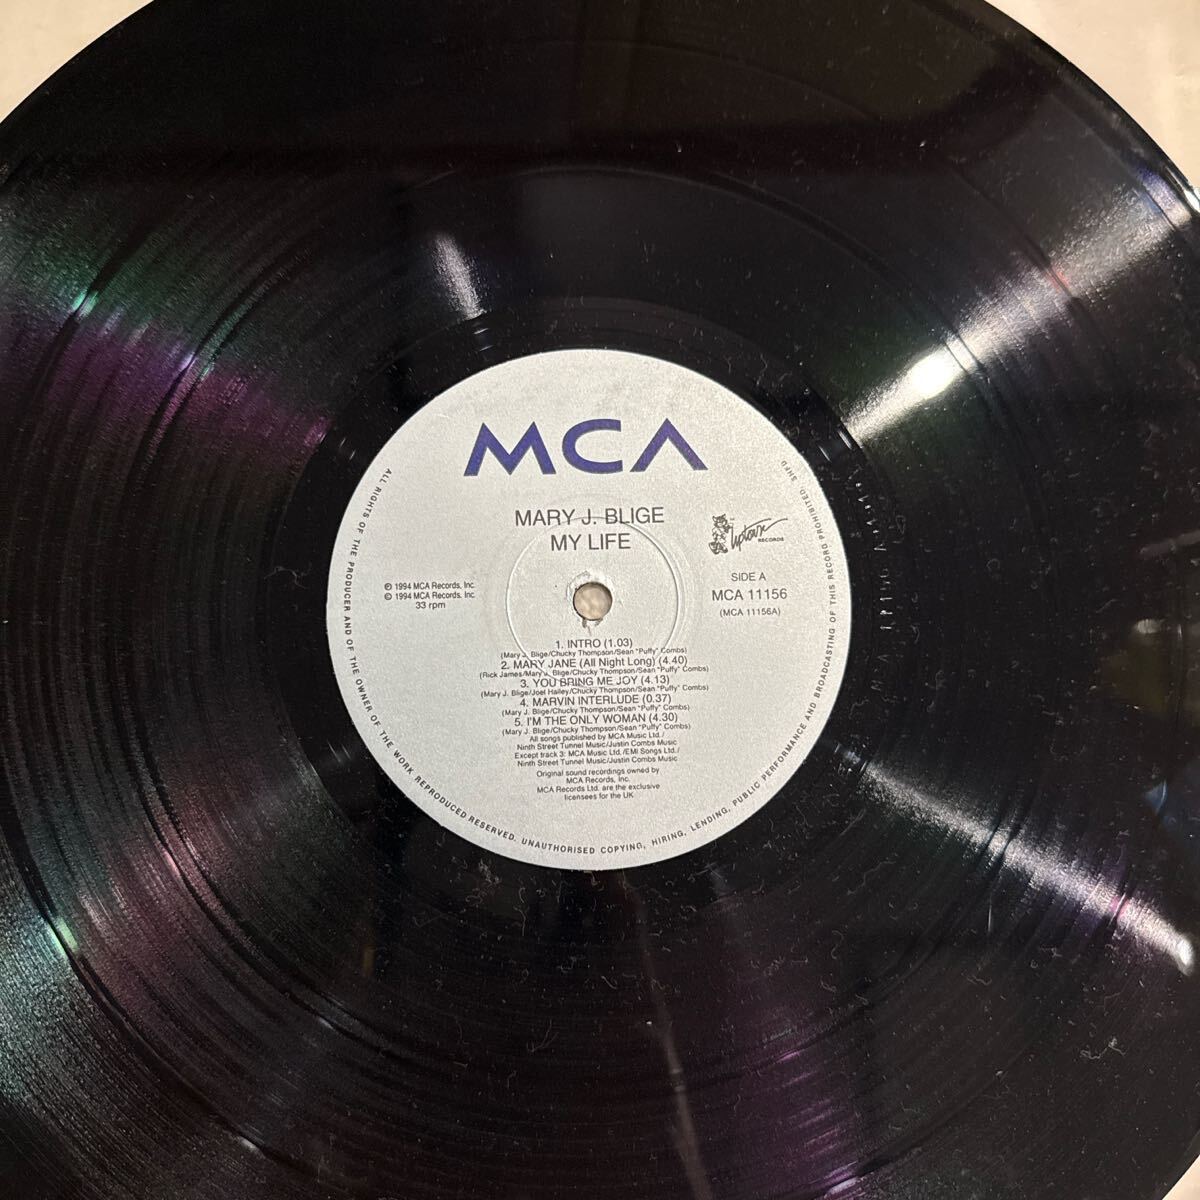 MCA
MARY J. BLIGE
MY LIFE
Uptown
RECORDS
℗ 1994 MCA Records, Inc.
© 1994 MCA Records, Inc.
33 rpm
SIDE A
MCA 11156
(MCA 11156A)
1. INTRO (1.03)
(Mary J. Blige/Chucky Thompson/Sean "Puffy" Combs)
2. MARY JANE (All Night Long) (4.40)
(Rick James/Mary J. Blige/Chucky Thompson/Sean "Puffy" Combs)
3. YOU BRING ME JOY (4.13)
(Mary J. Blige/Joel Hailey/Chucky Thompson/Sean "Puffy" Combs)
4. MARVIN INTERLUDE (0.37)
(Mary J. Blige/Chucky Thompson/Sean "Puffy" Combs)
5. I'M THE ONLY WOMAN (4.30)
(Mary J. Blige/Chucky Thompson/Sean "Puffy" Combs)
All songs published by MCA Music Ltd./
Ninth Street Tunnel Music/Justin Combs Music
Except track 3: MCA Music Ltd./EMI Songs Ltd./
Ninth Street Tunnel Music/Justin Combs Music
Original sound recordings owned by
MCA Records, Inc.
MCA Records Ltd. are the exclusive
licensees for the UK
ALL RIGHTS OF THE PRODUCER AND OF THE OWNER OF THE WORK REPRODUCED RESERVED. UNAUTHORISED COPYING, HIRING, LENDING, PUBLIC PERFORMANCE AND BROADCASTING OF THIS RECORD PROHIBITED.